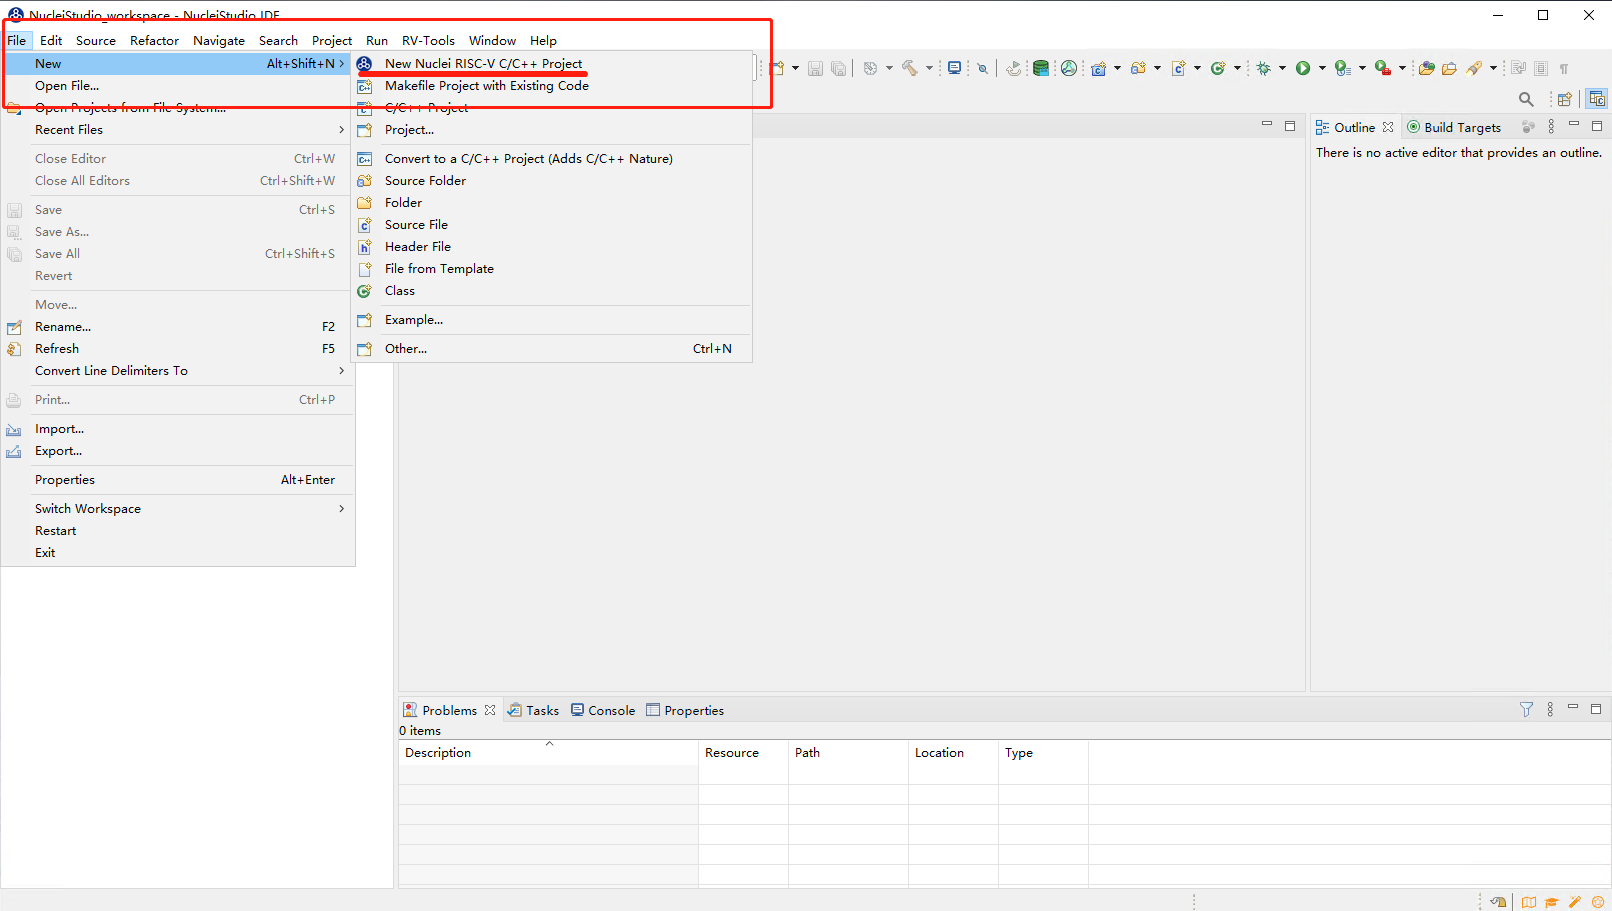 NucleiStudio_workspace - NucleiStudio IDE
File Edit Source Refactor Navigate Search Project Run RV-Tools Window Help
New Alt+Shift+N
Open File...
Open Projects from File System...
Recent Files
Close Editor Ctrl+W
Close All Editors Ctrl+Shift+W
Save Ctrl+S
Save As...
Save All Ctrl+Shift+S
Revert
Move...
Rename... F2
Refresh F5
Convert Line Delimiters To
Print... Ctrl+P
Import...
Export...
Properties Alt+Enter
Switch Workspace
Restart
Exit
New Nuclei RISC-V C/C++ Project
Makefile Project with Existing Code
C/C++ Project
Project...
Convert to a C/C++ Project (Adds C/C++ Nature)
Source Folder
Folder
Source File
Header File
File from Template
Class
Example...
Other... Ctrl+N
Outline Build Targets
There is no active editor that provides an outline.
Problems Tasks Console Properties
0 items
Description Resource Path Location Type